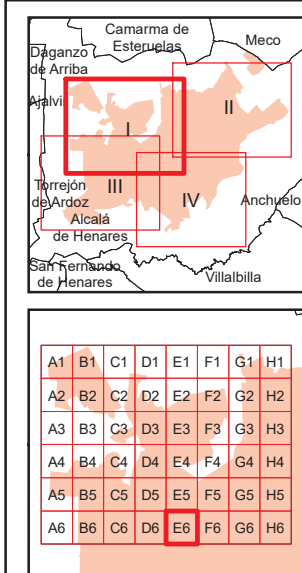 Camarma de
Esteruelas
Meco
Daganzo
de Arriba
Ajalvi
I
II
Torrejón
de Ardoz
III
IV
Anchuelo
Alcalá
de Henares
San Fernando
de Henares
Villalbilla
A1 B1 C1 D1 E1 F1 G1 H1
A2 B2 C2 D2 E2 F2 G2 H2
A3 B3 C3 D3 E3 F3 G3 H3
A4 B4 C4 D4 E4 F4 G4 H4
A5 B5 C5 D5 E5 F5 G5 H5
A6 B6 C6 D6 E6 F6 G6 H6